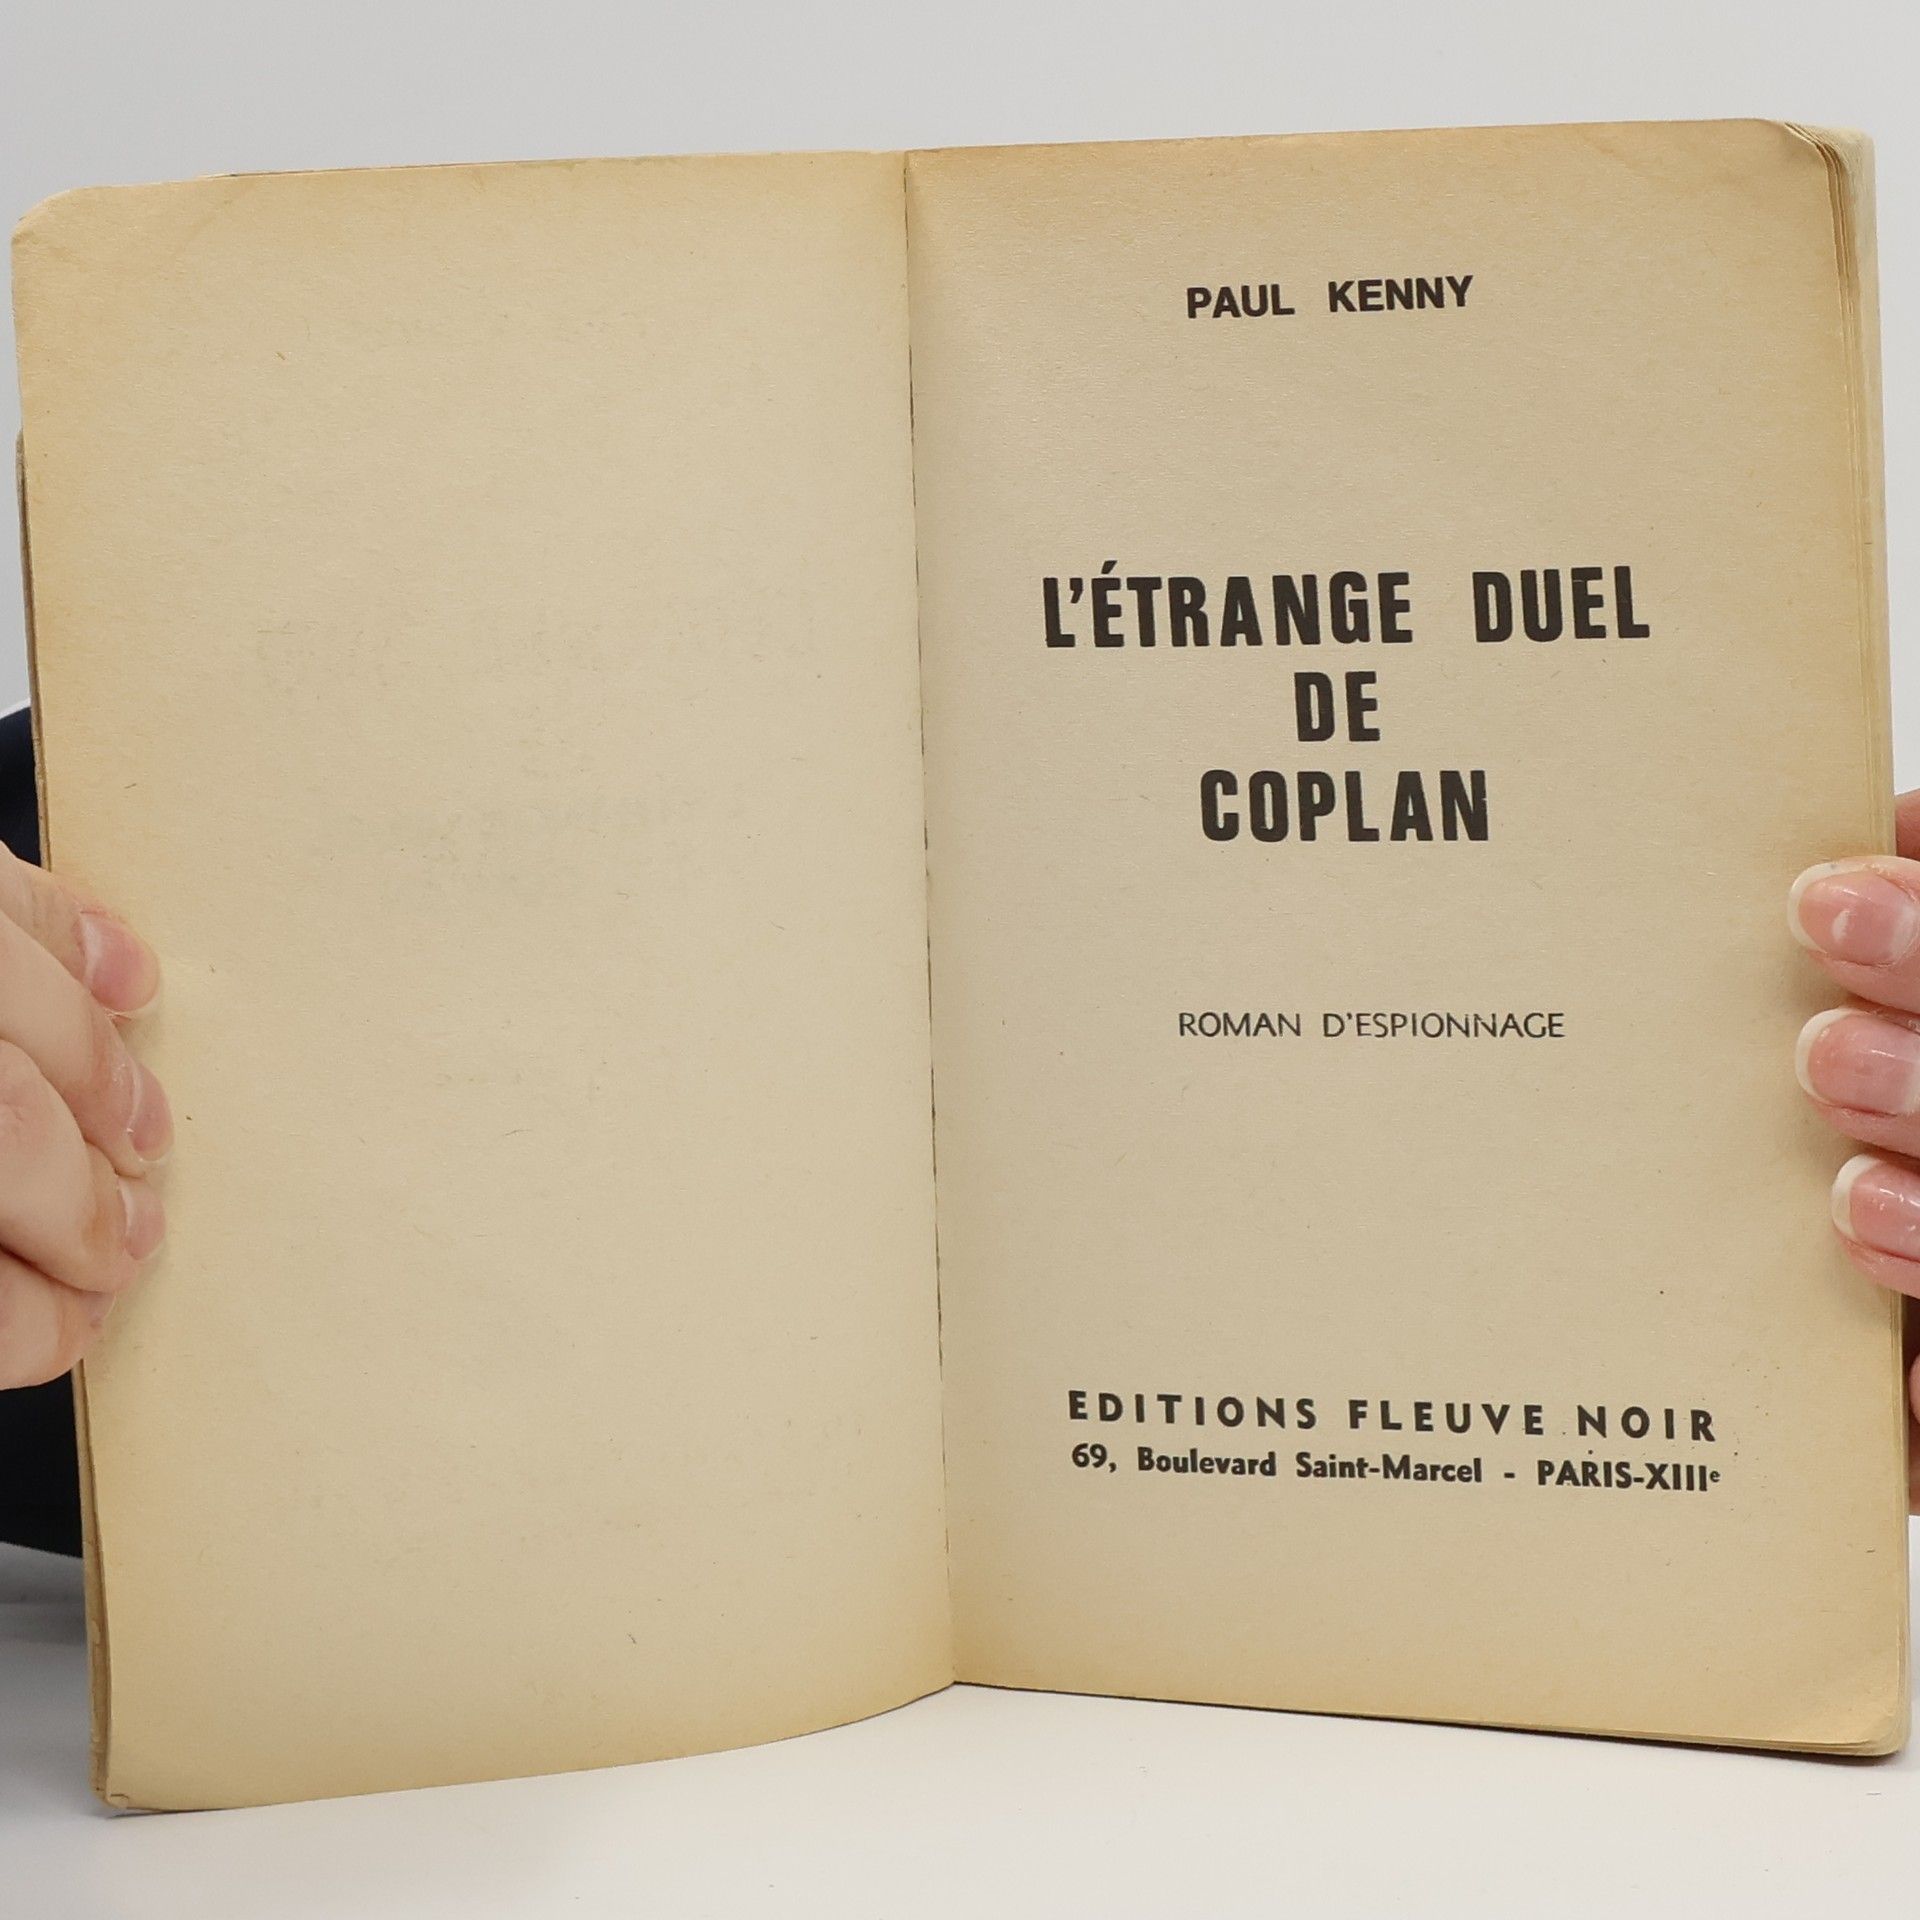 PAUL KENNY
L'ÉTRANGE DUEL
DE
COPLAN
ROMAN D'ESPIONNAGE
EDITIONS FLEUVE NOIR
69, Boulevard Saint-Marcel - PARIS-XIIIᵉ